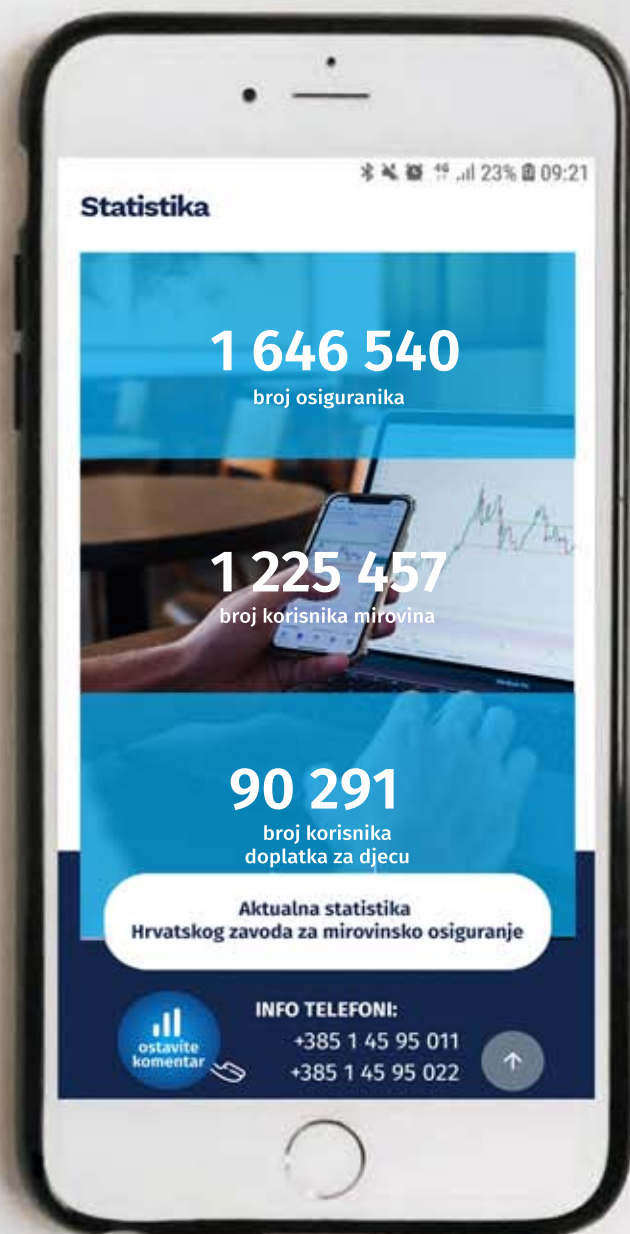 4G 23% 09:21
Statistika
1 646 540
broj osiguranika
1 225 457
broj korisnika mirovina
90 291
broj korisnika
doplatka za djecu
Aktualna statistika
Hrvatskog zavoda za mirovinsko osiguranje
INFO TELEFONI:
+385 1 45 95 011
+385 1 45 95 022
ostavite
komentar